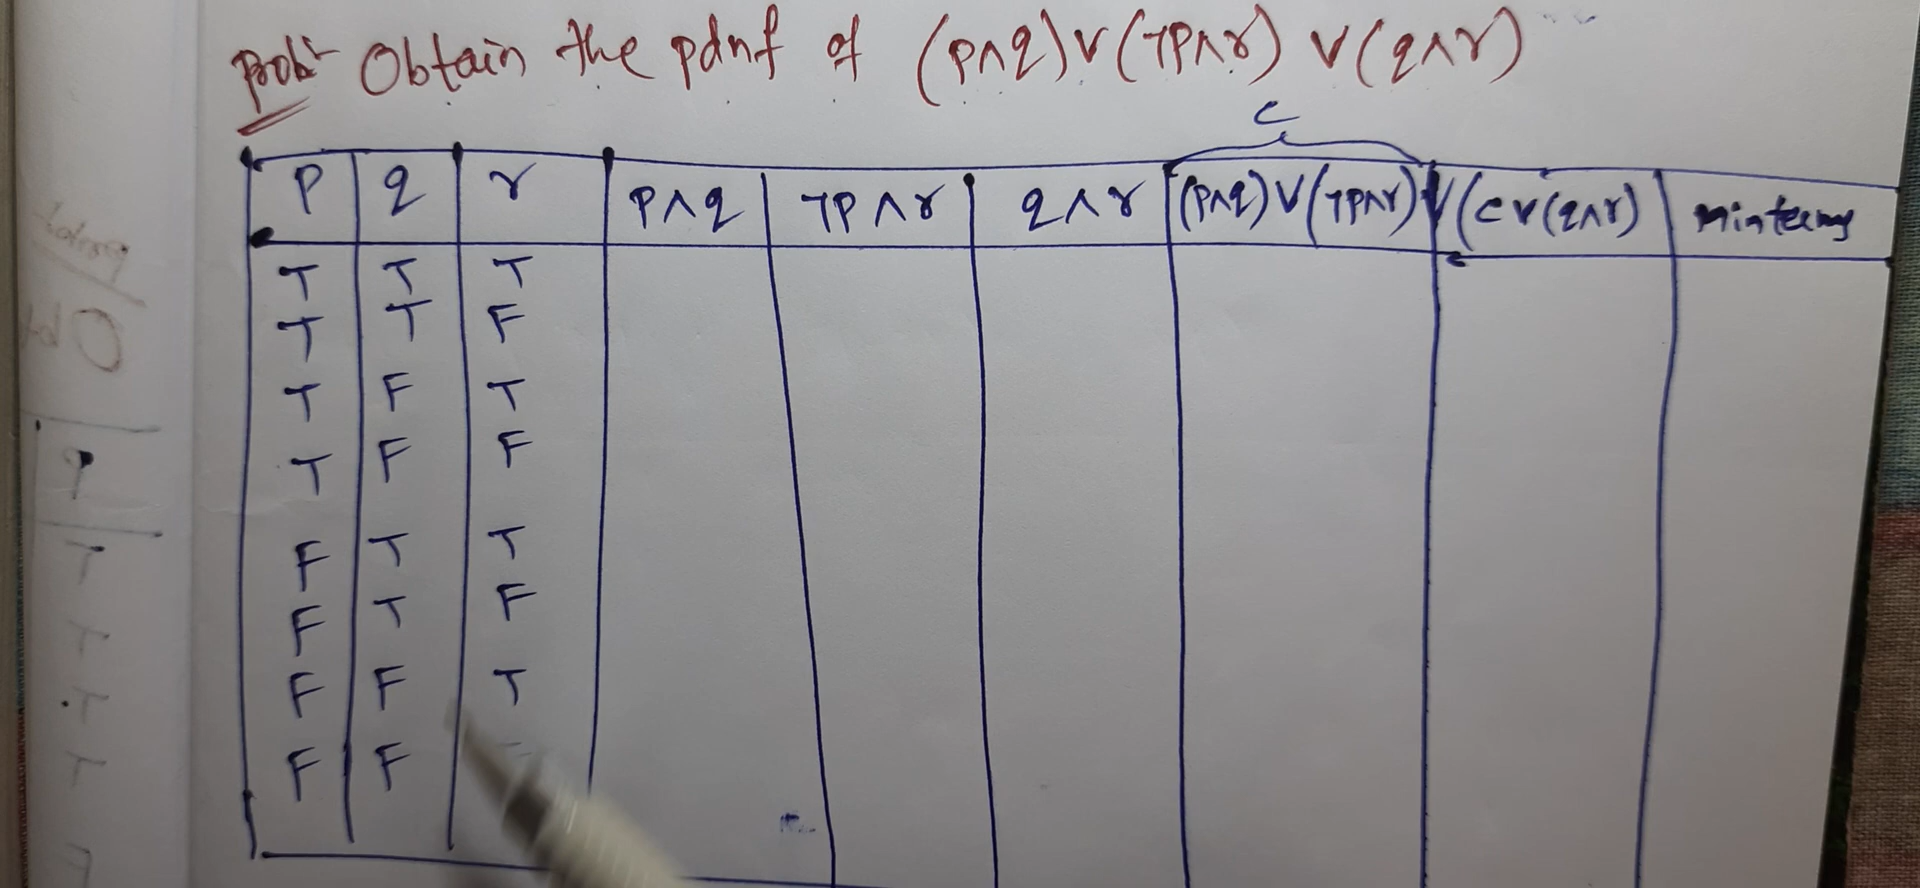 prob:- Obtain the pdnf of (p∧q)∨(¬p∧r) ∨(q∧r)
c
p q r p∧q ¬p∧r q∧r (p∧q)∨(¬p∧r) (c∨(q∧r) minterms
T T T
T T F
T F T
T F F
F T T
F T F
F F T
F F